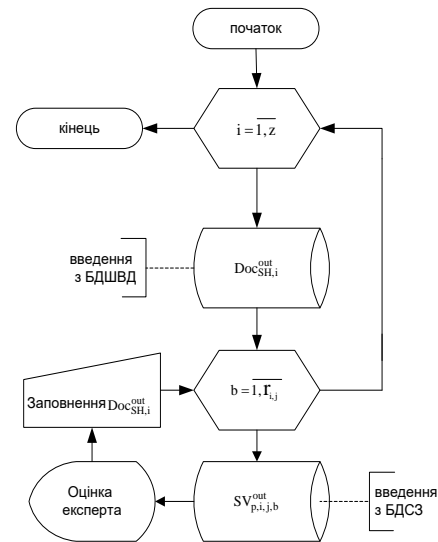 початок
кінець
i = 1, z
введення
з БДШВД
Doc^out_SH,i
Заповнення Doc^out_SH,i
b = 1, r_i,j
Оцінка
експерта
SV^out_p,i,j,b
введення
з БДСЗ